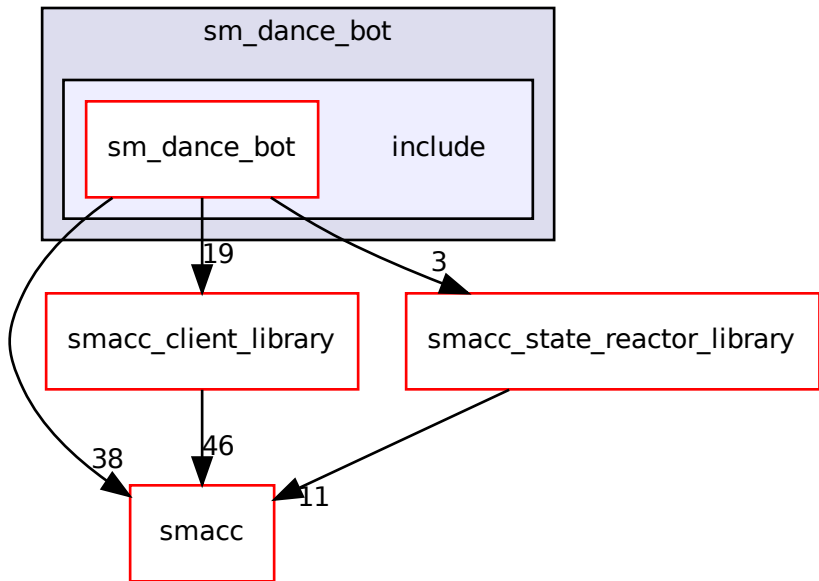 sm_dance_bot
sm_dance_bot
include
19
3
smacc_client_library
smacc_state_reactor_library
38
46
11
smacc